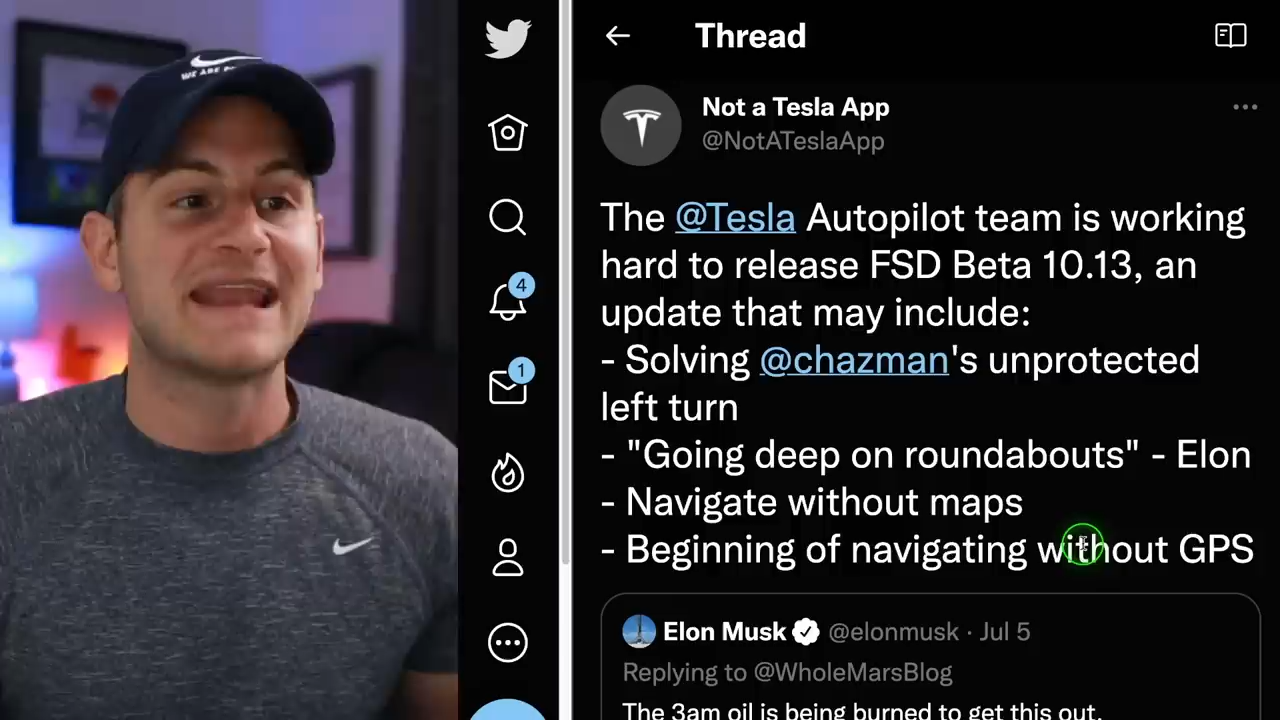 WE ARE
Thread
Not a Tesla App
@NotATeslaApp
The @Tesla Autopilot team is working
hard to release FSD Beta 10.13, an
update that may include:
- Solving @chazman's unprotected
left turn
- "Going deep on roundabouts" - Elon
- Navigate without maps
- Beginning of navigating without GPS
4
1
Elon Musk @elonmusk · Jul 5
Replying to @WholeMarsBlog
The 3am oil is being burned to get this out.